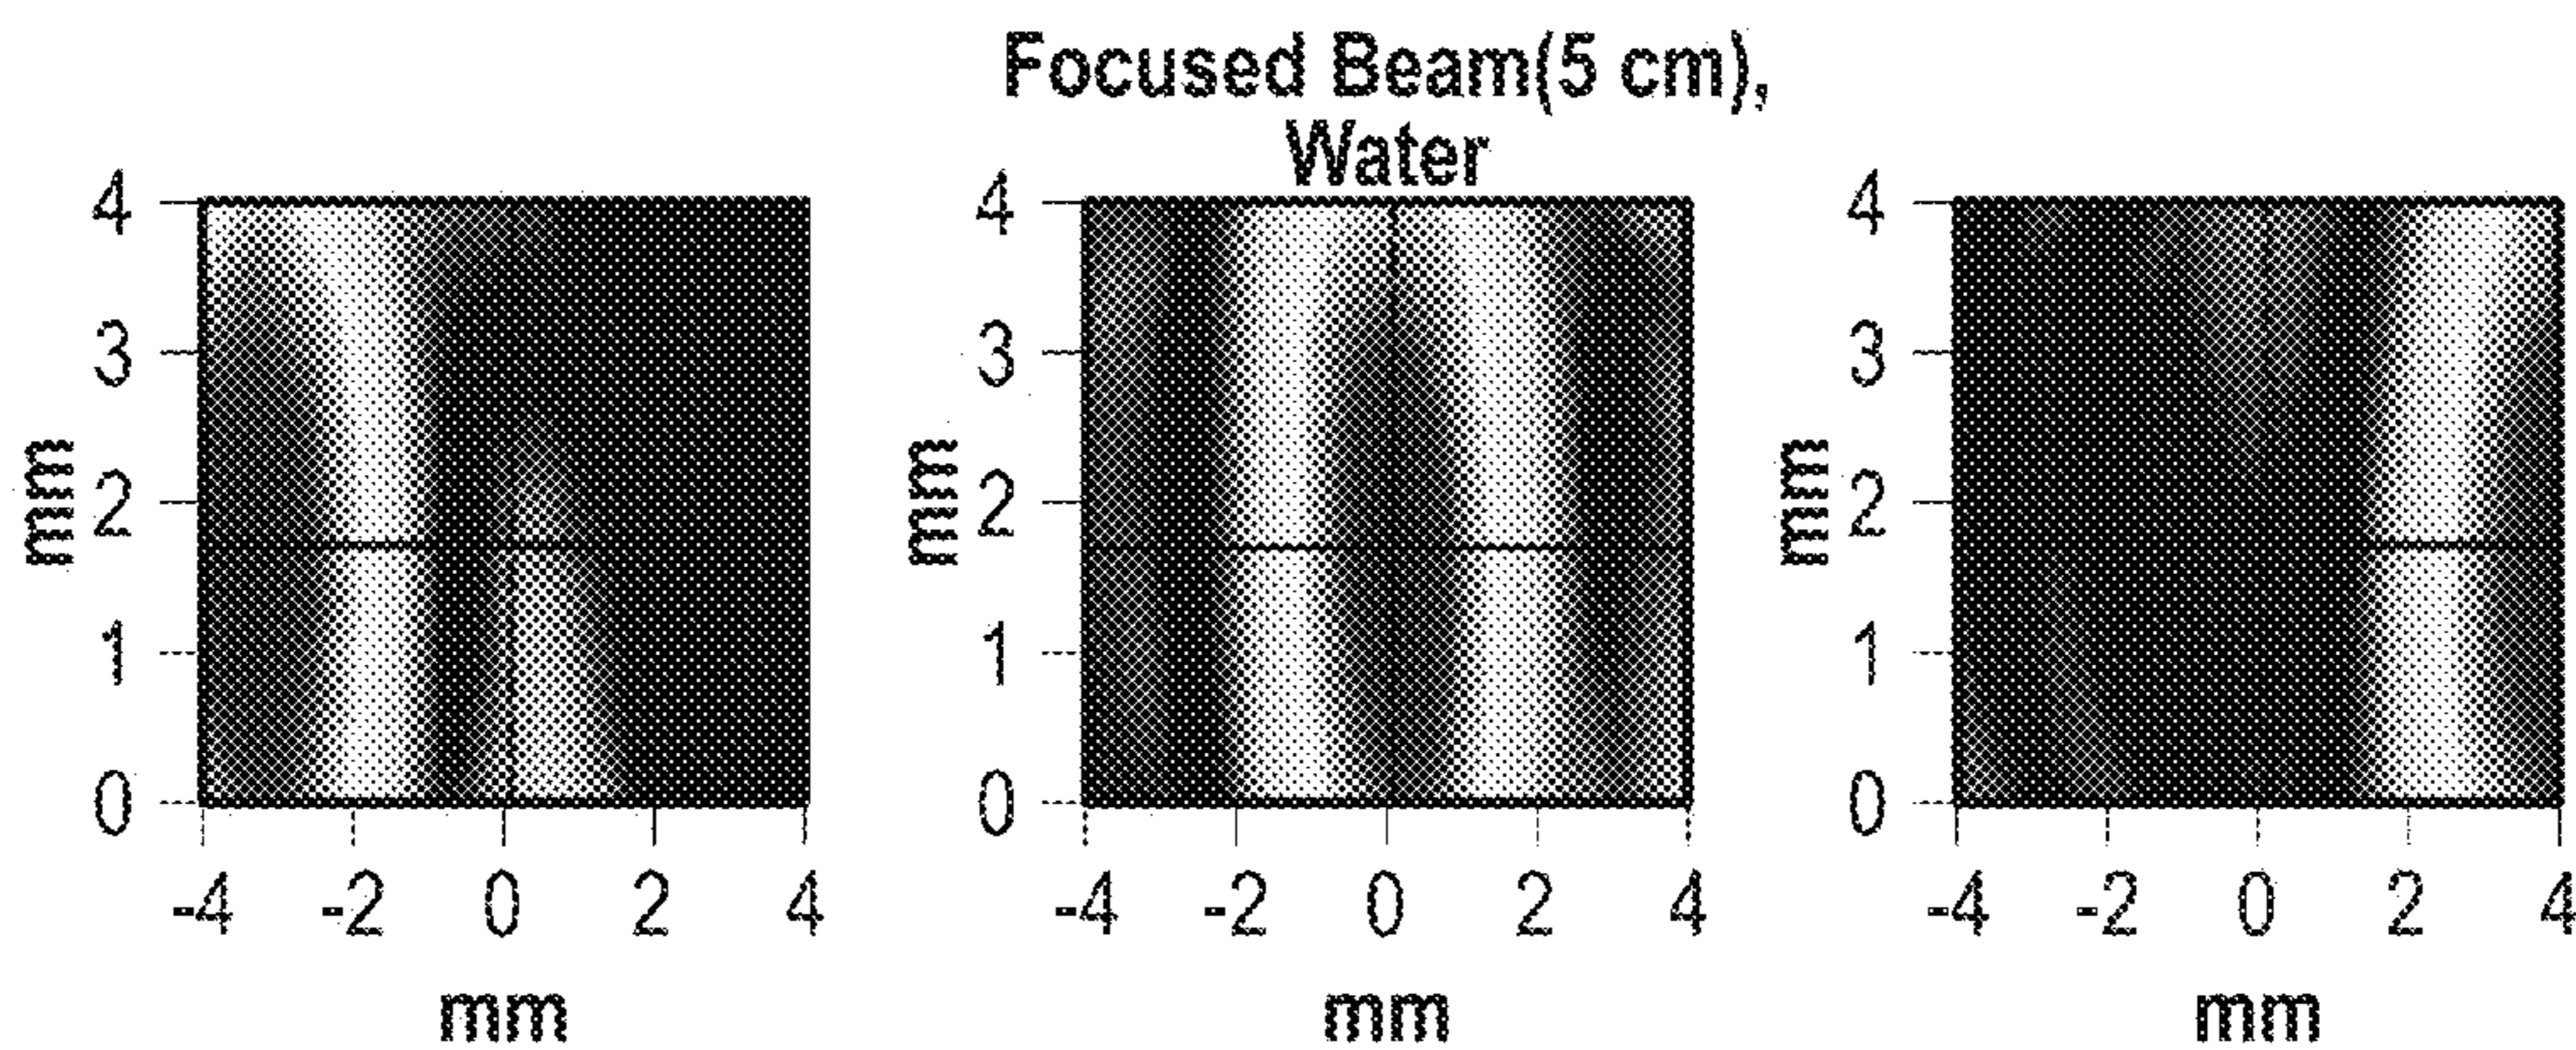 Focused Beam(5 cm),
Water
4 4 4
3 3 3
mm 2 mm 2 mm 2
1 1 1
0 0 0
-4 -2 0 2 4 -4 -2 0 2 4 -4 -2 0 2 4
mm mm mm